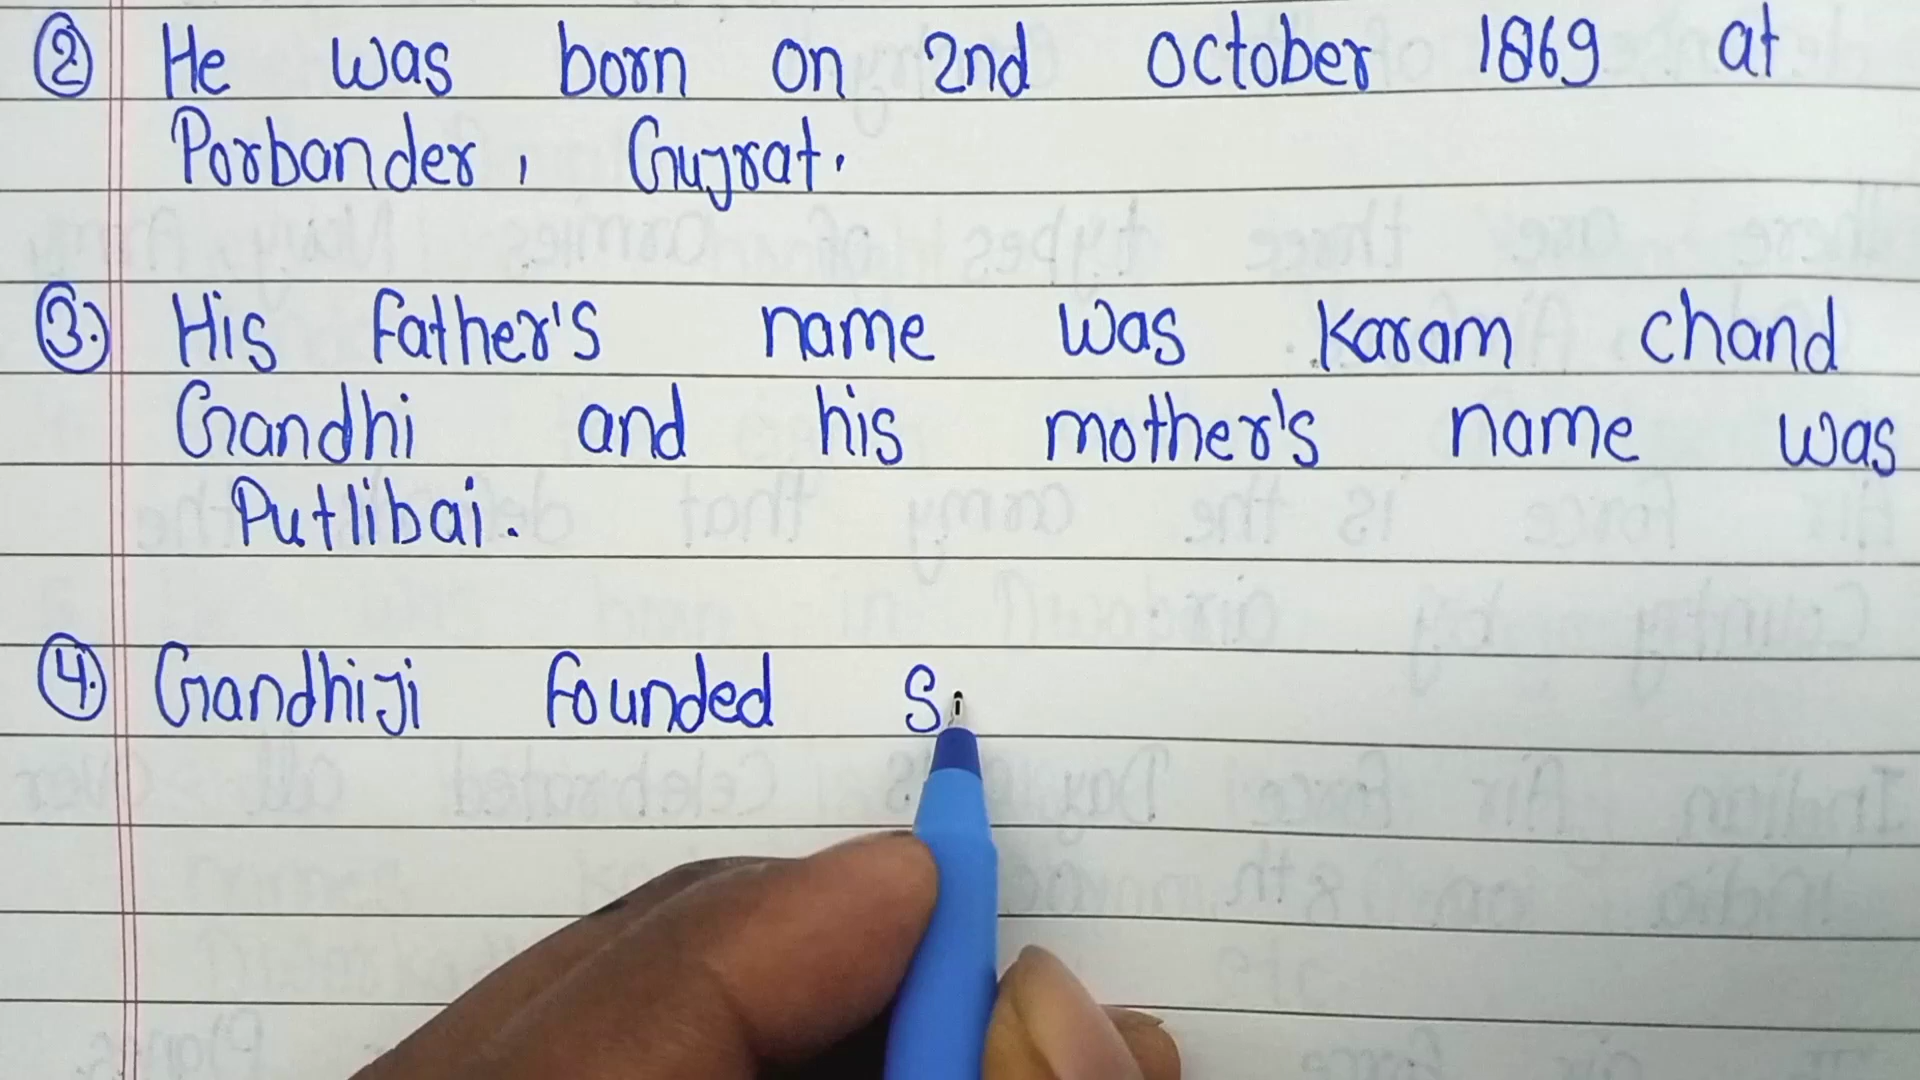 ② He was born on 2nd october 1869 at
Porbander, Gujrat.
③. His Father's name was Karam chand
Gandhi and his mother's name was
Putlibai.
④. Gandhiji Founded S